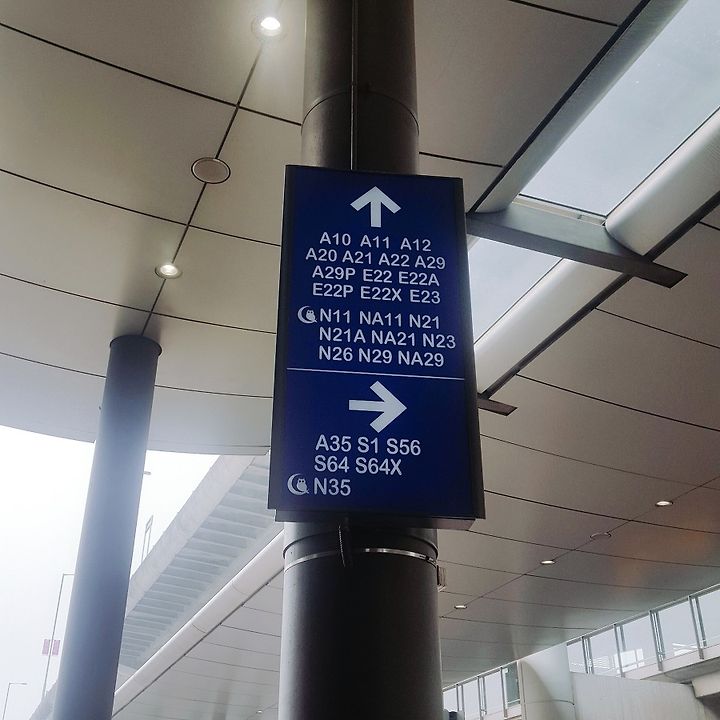 A10 A11 A12
A20 A21 A22 A29
A29P E22 E22A
E22P E22X E23
N11 NA11 N21
N21A NA21 N23
N26 N29 NA29
A35 S1 S56
S64 S64X
N35